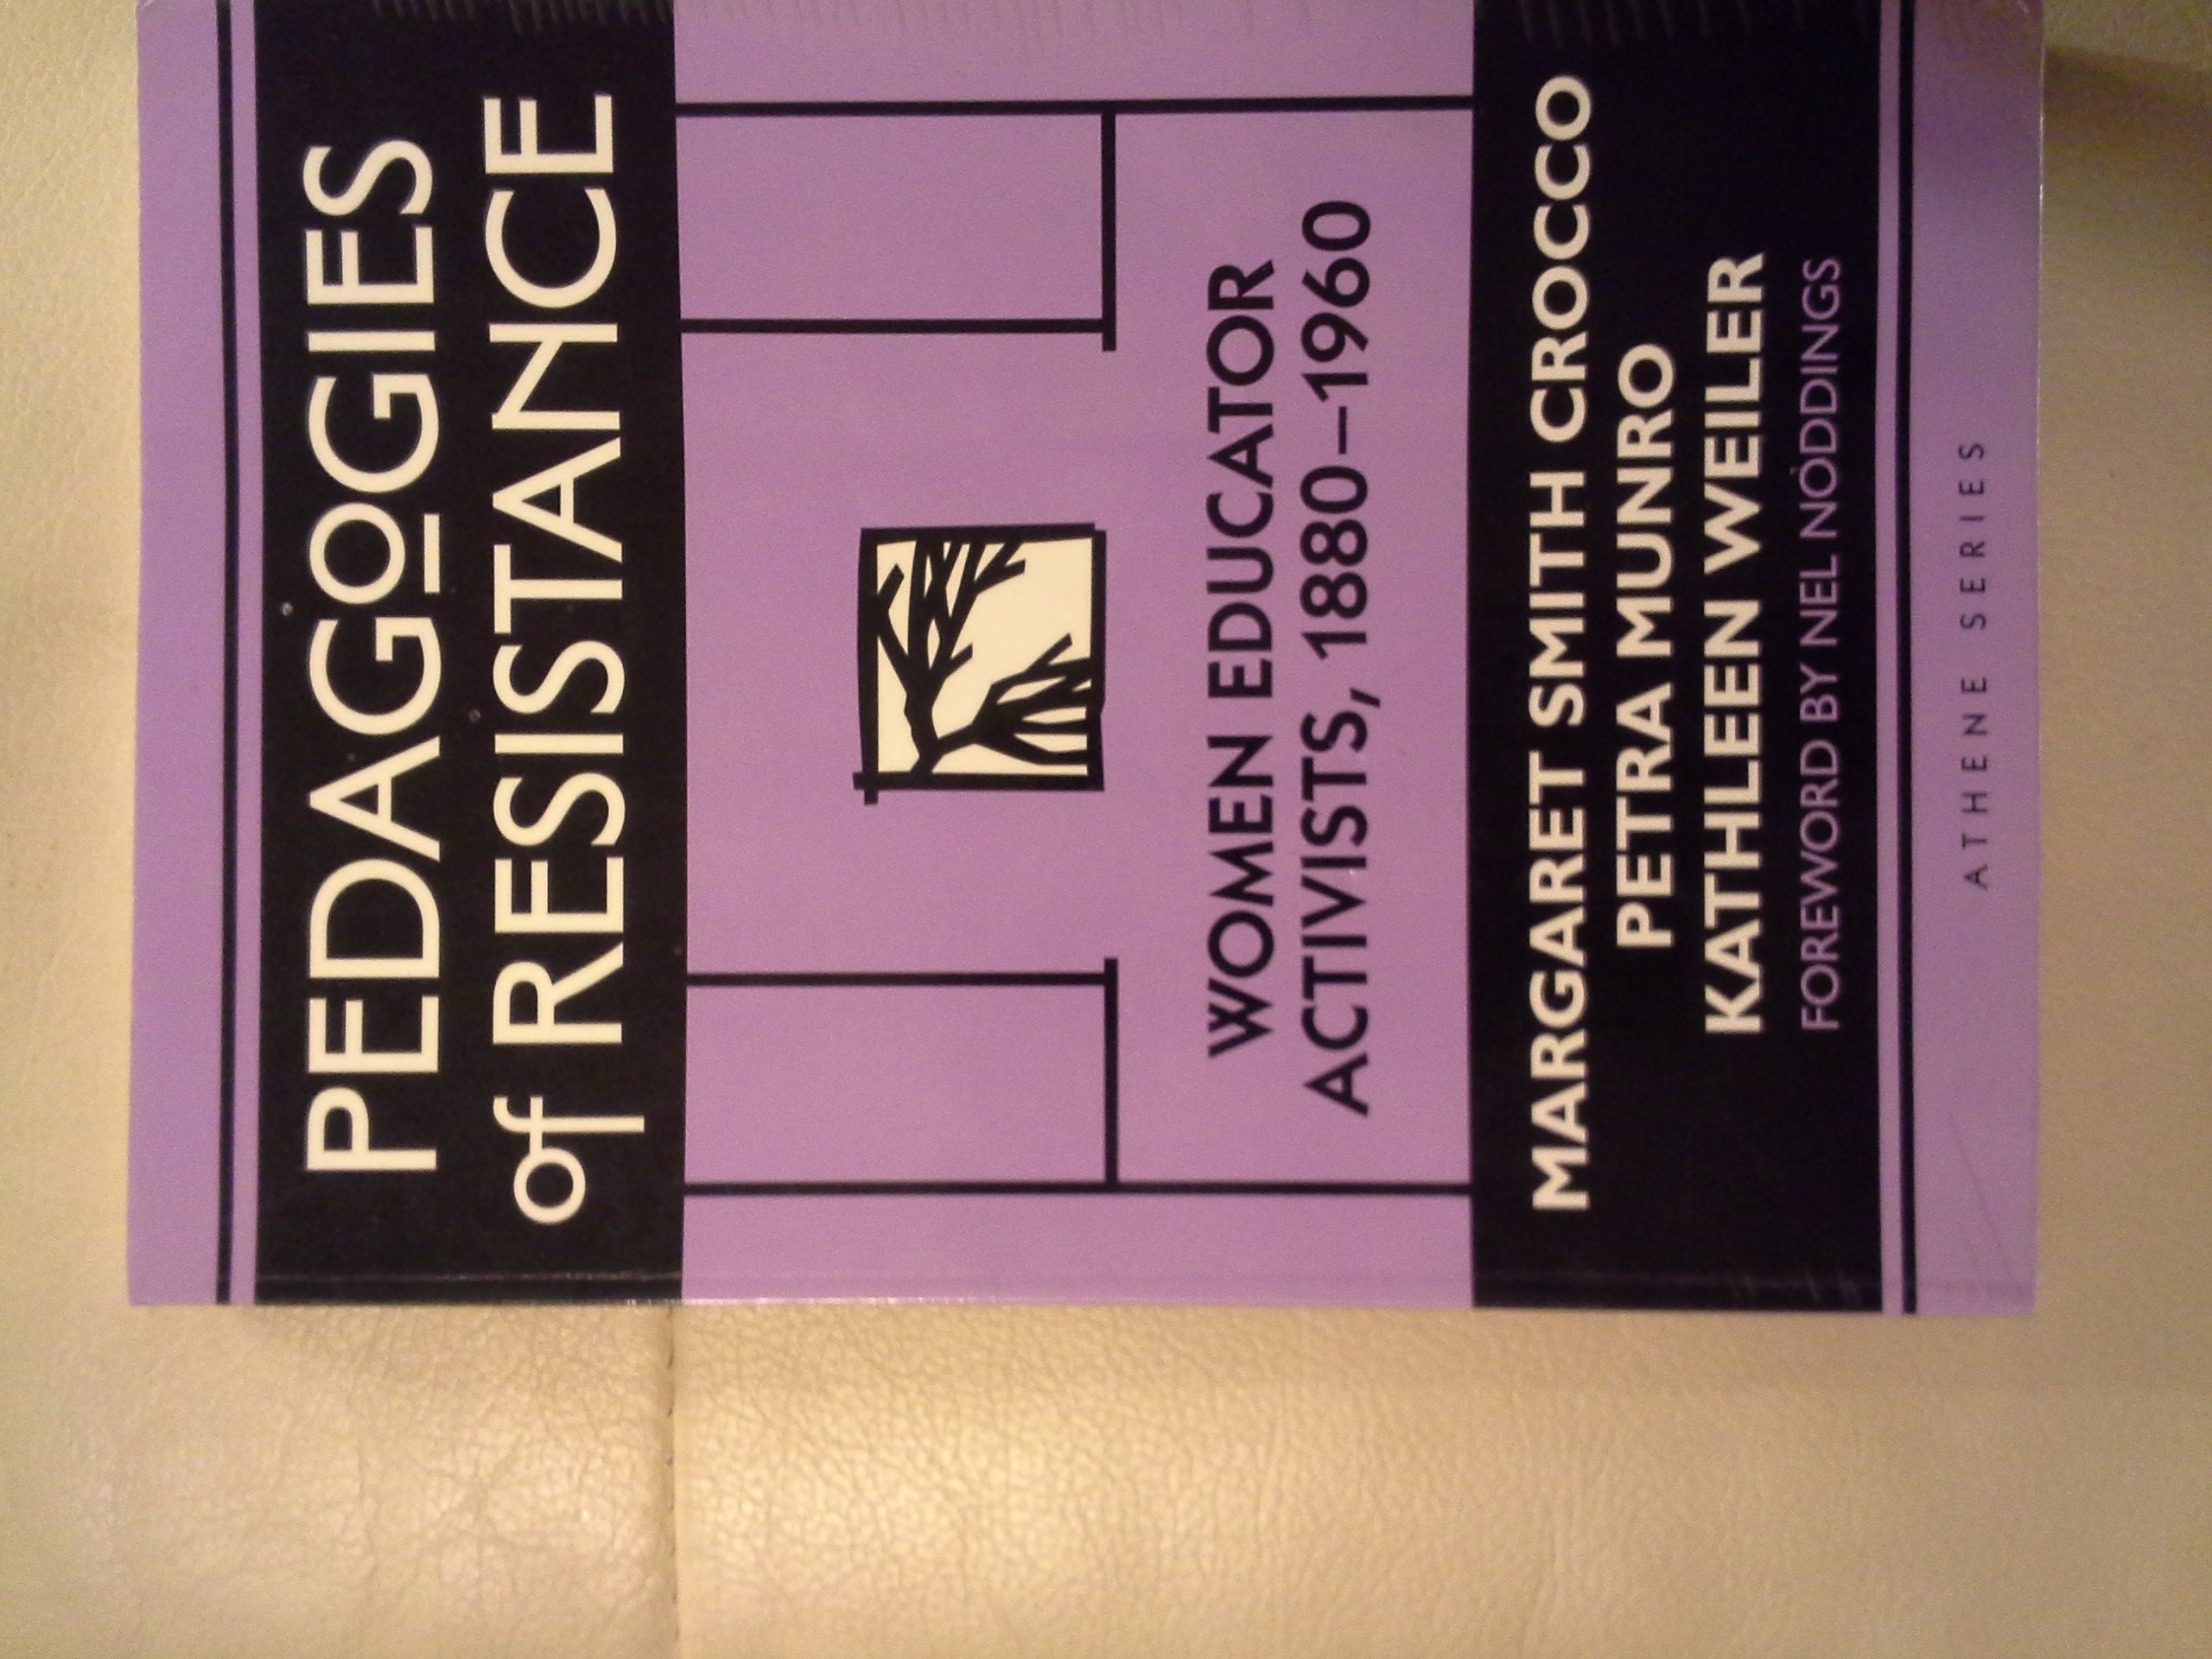 PEDAGOGIES
of RESISTANCE
WOMEN EDUCATOR
ACTIVISTS, 1880–1960
MARGARET SMITH CROCCO
PETRA MUNRO
KATHLEEN WEILER
FOREWORD BY NEL NODDINGS
ATHENE SERIES